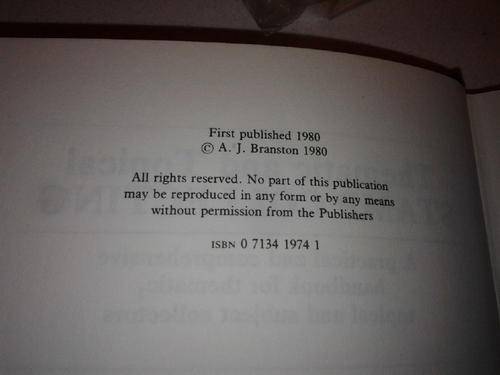 First published 1980
© A. J. Branston 1980
All rights reserved. No part of this publication
may be reproduced in any form or by any means
without permission from the Publishers
ISBN 0 7134 1974 1